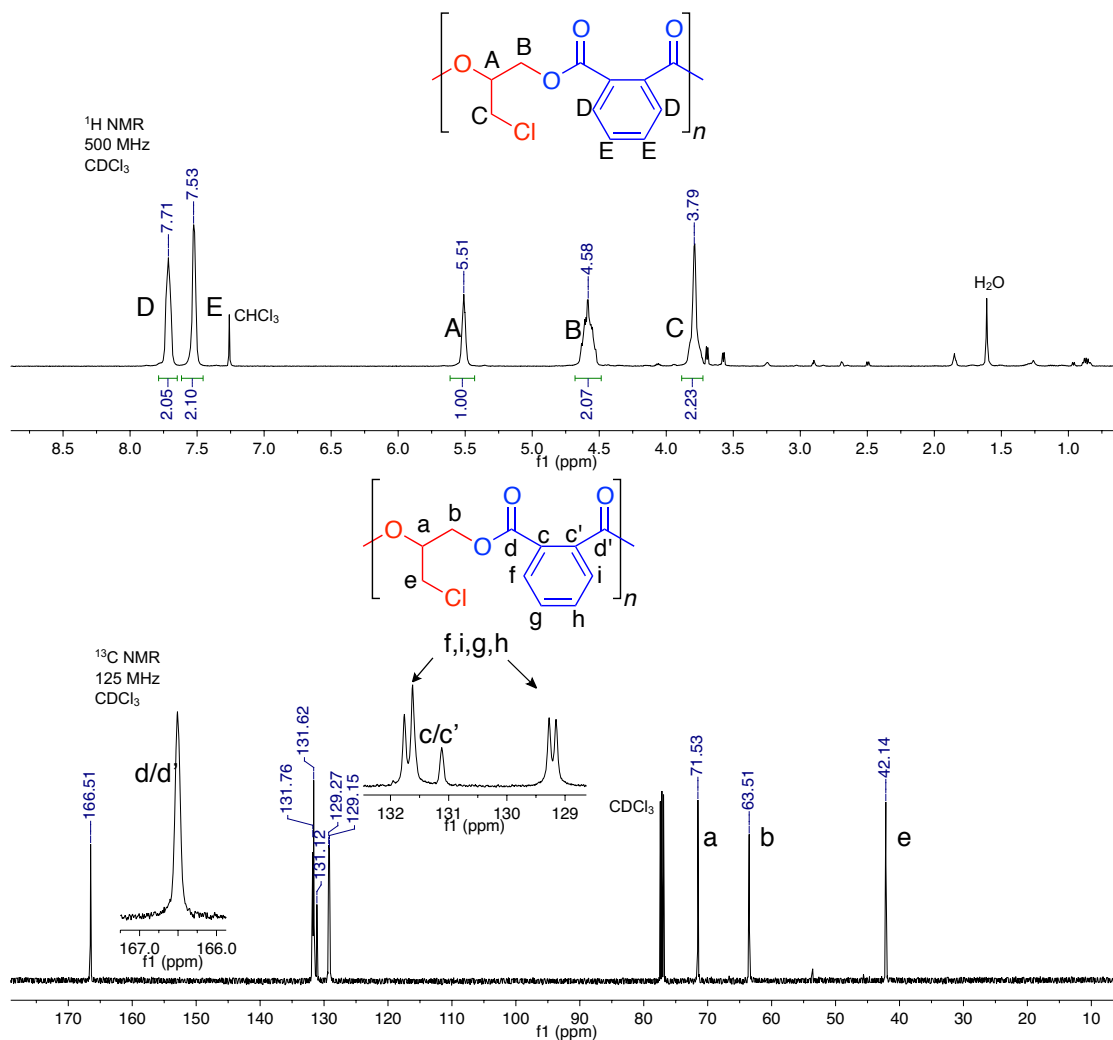 O O
B
A
O O
D D
C
Cl
E E
n
¹H NMR
500 MHz
CDCl₃
7.71
7.53
5.51
4.58
3.79
D E CHCl₃ A B C H₂O
2.05
2.10
1.00
2.07
2.23
8.5 8.0 7.5 7.0 6.5 6.0 5.5 5.0 4.5 4.0 3.5 3.0 2.5 2.0 1.5 1.0
f1 (ppm)
O O
b
a
O O
c c'
d d'
e f i
Cl
g h
n
f,i,g,h
¹³C NMR
125 MHz
CDCl₃
d/d'
c/c’
166.51
131.76
131.62
131.12
129.27
129.15
71.53
63.51
42.14
132 131 130 129
f1 (ppm)
CDCl₃
a b e
167.0 166.0
f1 (ppm)
170 160 150 140 130 120 110 100 90 80 70 60 50 40 30 20 10
f1 (ppm)